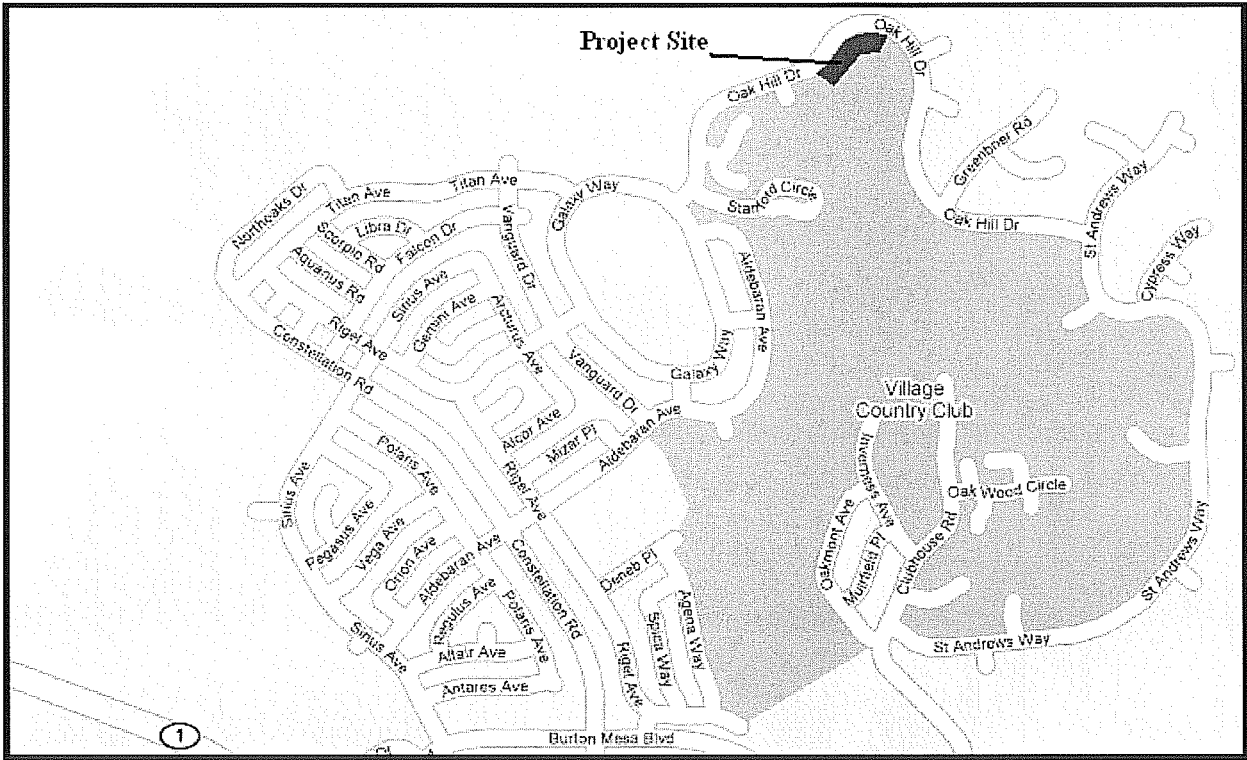 Project Site
Oak Hill Dr
Oak Hill Dr
Greenbriar Rd
Northoaks Dr
Titan Ave
Titan Ave
Galaxy Way
Starford Circle
Oak Hill Dr
St Andrews Way
Cypress Way
Libra Dr
Scorpio Rd
Falcon Dr
Vanguard Dr
Aquarius Rd
Sirius Ave
Gemini Ave
Arcturus Ave
Aldebaran Ave
Rigel Ave
Constellation Rd
Vanguard Dr
Galaxy Way
Village
Country Club
Alcor Ave
Mizar Pl
Aldebaran Ave
Polaris Ave
Rigel Ave
Inverness Ave
Oak Wood Circle
Sirius Ave
Pegasus Ave
Vega Ave
Orion Ave
Aldebaran Ave
Constellation Rd
Oakmont Ave
Muirfield Pl
Clubhouse Rd
St Andrews Way
Deneb Pl
Regulus Ave
Polaris Ave
Spica Way
Agena Way
Sirius Ave
Altair Ave
Antares Ave
Rigel Ave
St Andrews Way
Burton Mesa Blvd
1